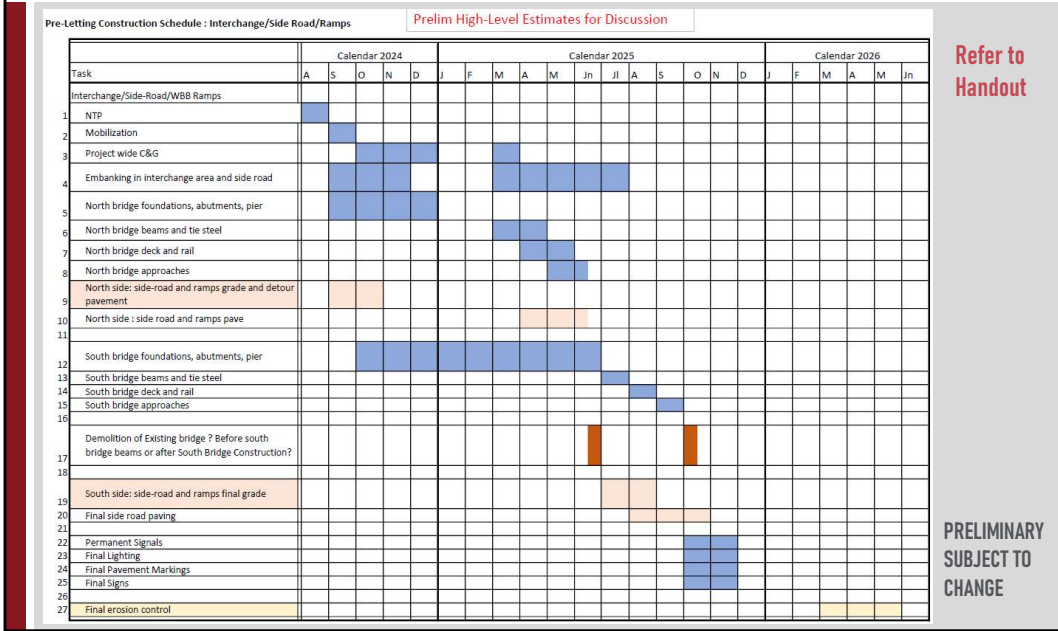 Pre-Letting Construction Schedule : Interchange/Side Road/Ramps
Prelim High-Level Estimates for Discussion
Refer to
Handout
Calendar 2024 Calendar 2025 Calendar 2026
Task A S O N D J F M A M Jn Jl A S O N D J F M A M Jn
Interchange/Side-Road/WBB Ramps
1 NTP
2 Mobilization
3 Project wide C&G
4 Embanking in interchange area and side road
5 North bridge foundations, abutments, pier
6 North bridge beams and tie steel
7 North bridge deck and rail
8 North bridge approaches
North side: side-road and ramps grade and detour
9 pavement
10 North side : side road and ramps pave
11
12 South bridge foundations, abutments, pier
13 South bridge beams and tie steel
14 South bridge deck and rail
15 South bridge approaches
16
Demolition of Existing bridge ? Before south
17 bridge beams or after South Bridge Construction?
18
19 South side: side-road and ramps final grade
20 Final side road paving
21
22 Permanent Signals
23 Final Lighting
24 Final Pavement Markings
25 Final Signs
26
27 Final erosion control
PRELIMINARY
SUBJECT TO
CHANGE